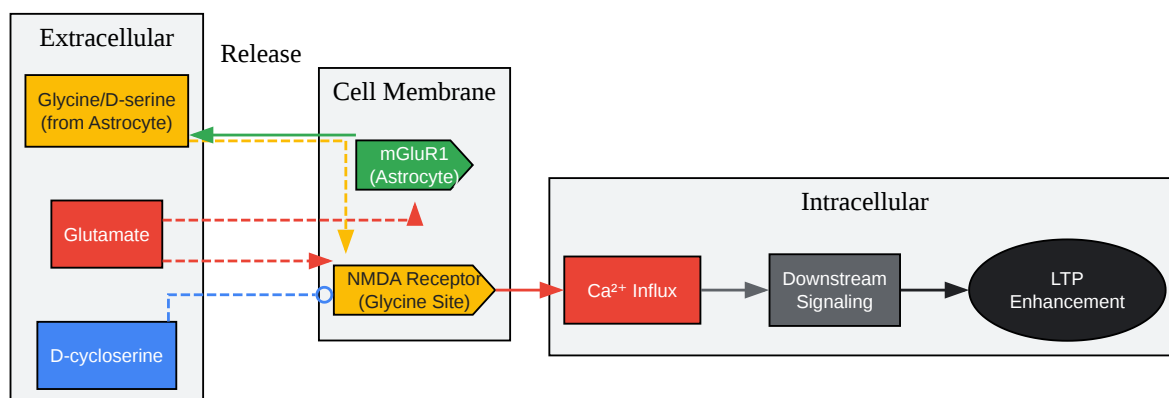 Extracellular
Release
Glycine/D-serine
(from Astrocyte)
Cell Membrane
mGluR1
(Astrocyte)
Glutamate
Intracellular
NMDA Receptor
(Glycine Site)
Ca²⁺ Influx
Downstream
Signaling
LTP
Enhancement
D-cycloserine